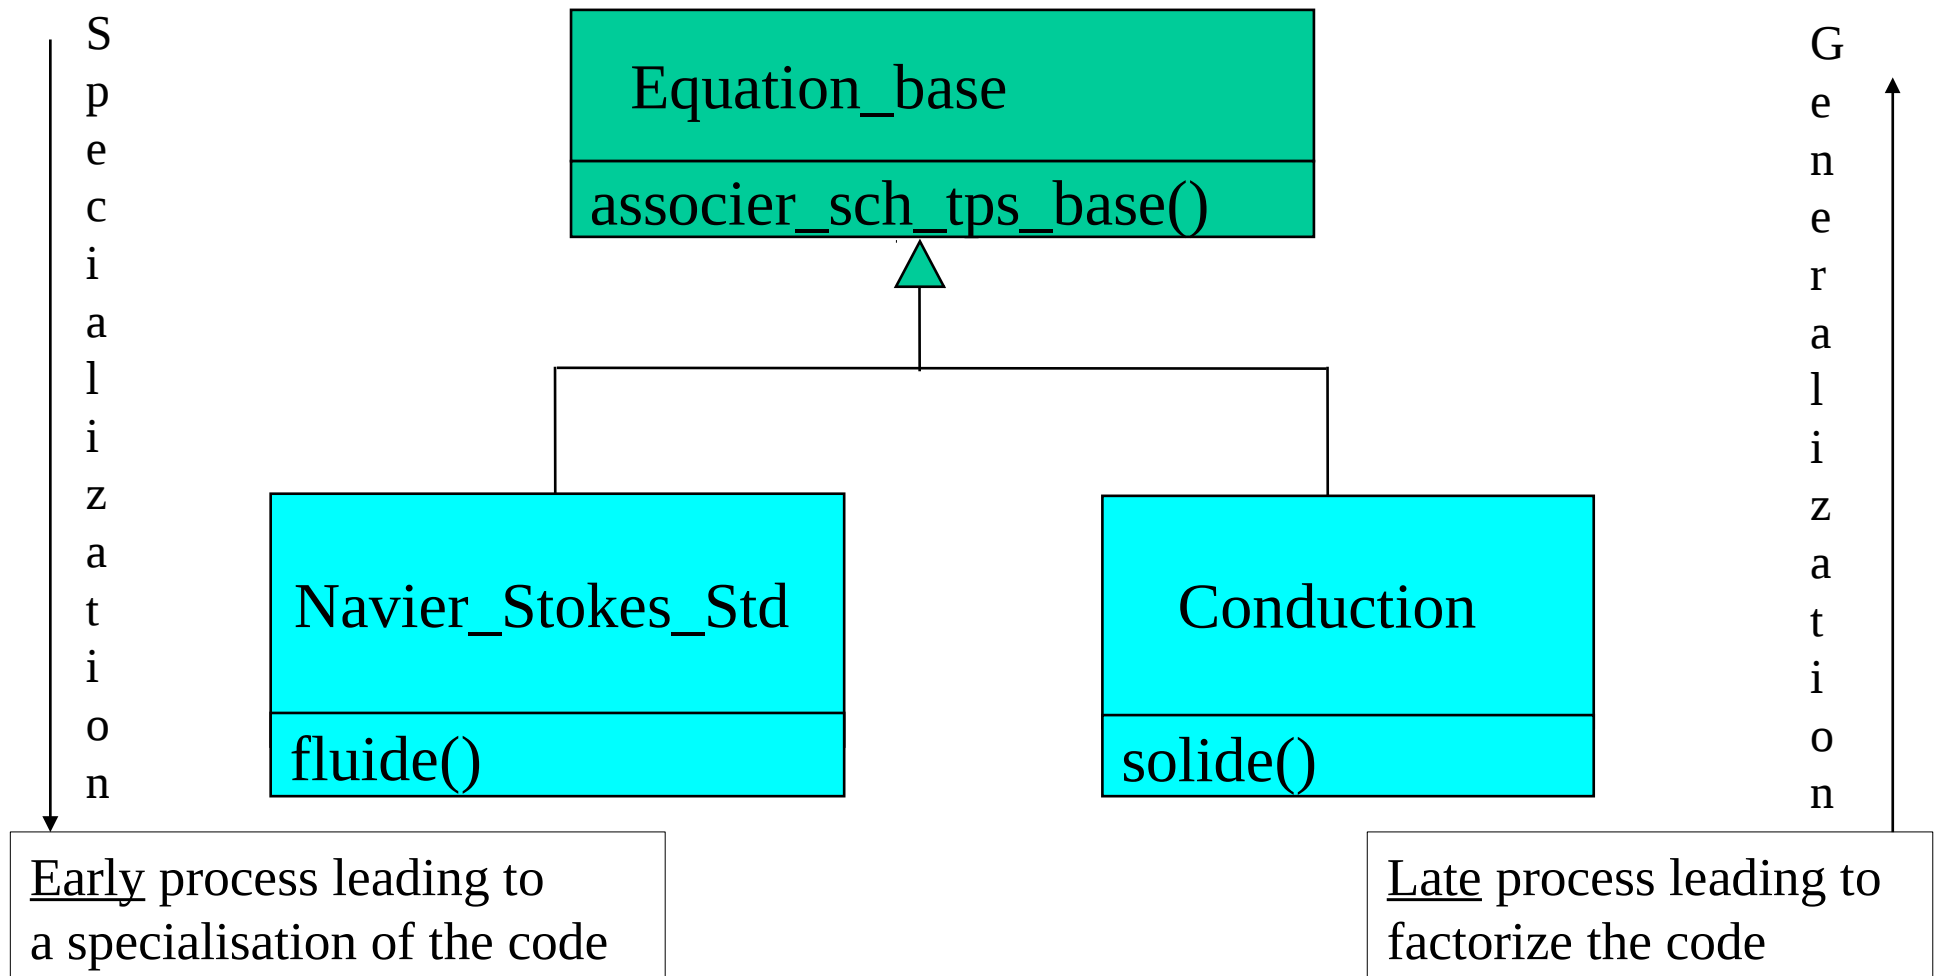 Specialization
Equation_base
associer_sch_tps_base()
Generalization
Navier_Stokes_Std
fluide()
Conduction
solide()
Early process leading to
a specialisation of the code
Late process leading to
factorize the code